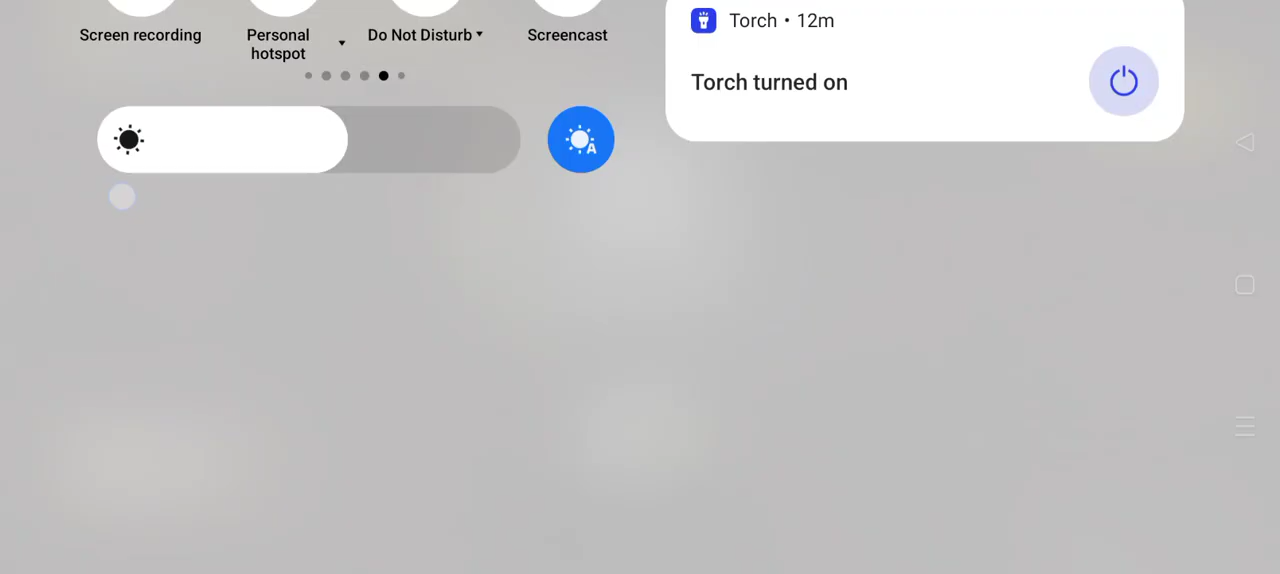 Screen recording
Personal
hotspot
Do Not Disturb
Screencast
A
Torch • 12m
Torch turned on